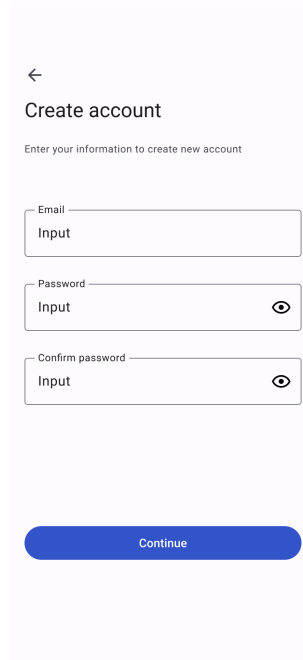 Create account
Enter your information to create new account
Email
Input
Password
Input
Confirm password
Input
Continue